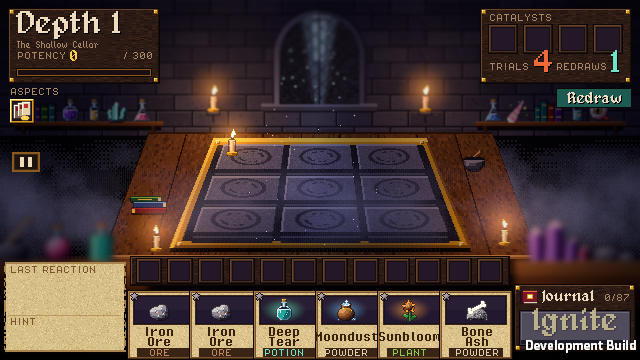 Depth 1
The Shallow Cellar
POTENCY 0 / 300
ASPECTS
CATALYSTS
TRIALS 4 REDRAWS 1
Redraw
LAST REACTION
HINT
Iron Ore
ORE
Iron Ore
ORE
Deep Tear
POTION
Moondust
POWDER
Sunbloom
PLANT
Bone Ash
POWDER
Journal 0/87
Ignite
Development Build